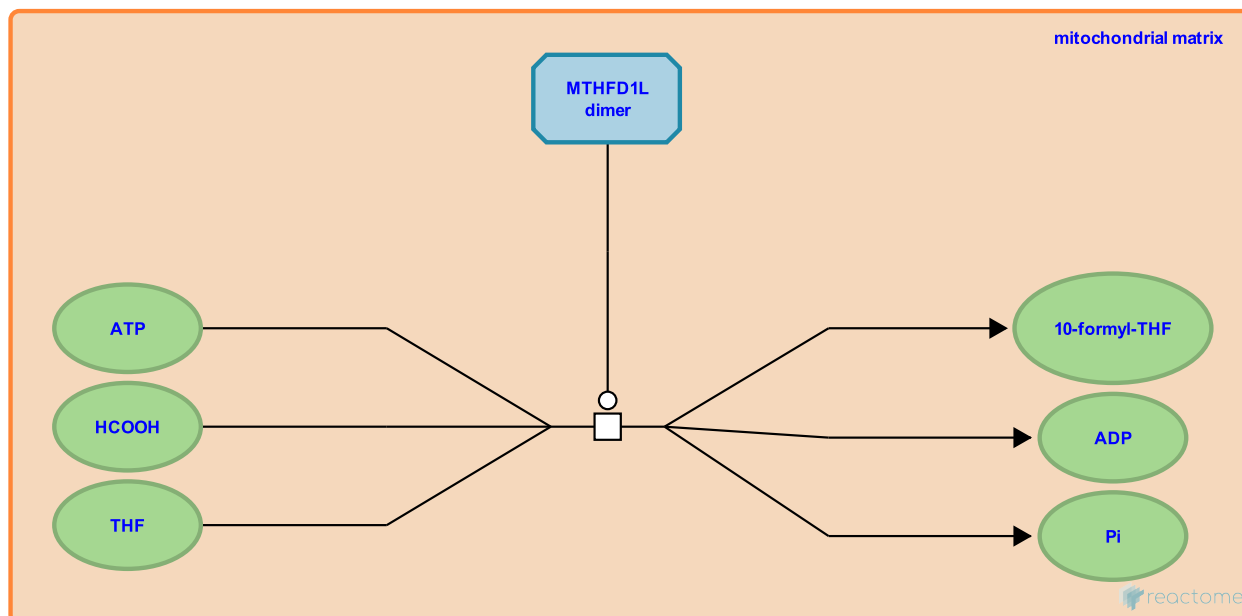 mitochondrial matrix
MTHFD1L
dimer
ATP
10-formyl-THF
HCOOH
ADP
THF
Pi
reactome